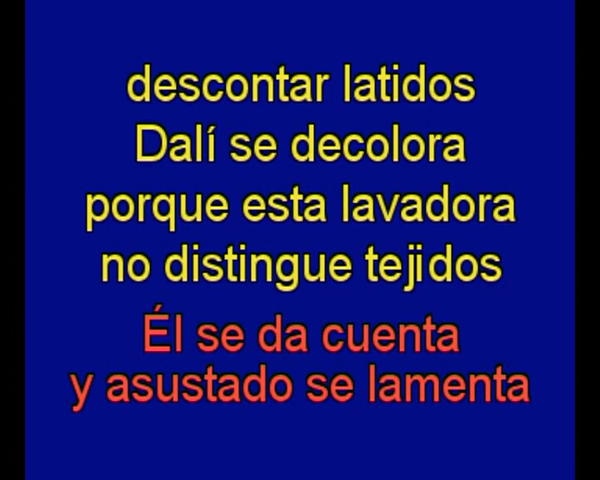 descontar latidos
Dalí se decolora
porque esta lavadora
no distingue tejidos
Él se da cuenta
y asustado se lamenta